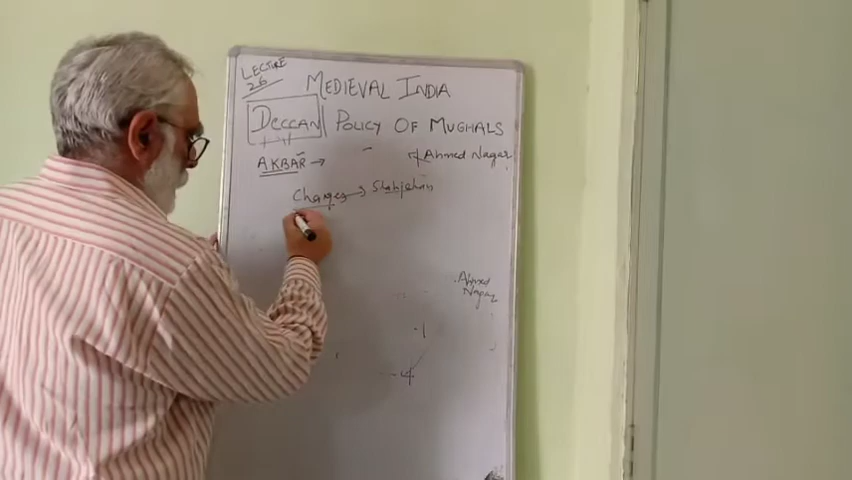 LECTURE
26
MEDIEVAL INDIA
DECCAN POLICY OF MUGHALS
AKBAR → Ahmed Nagar
Changes → Shahjahan
Ahmed
Nagar